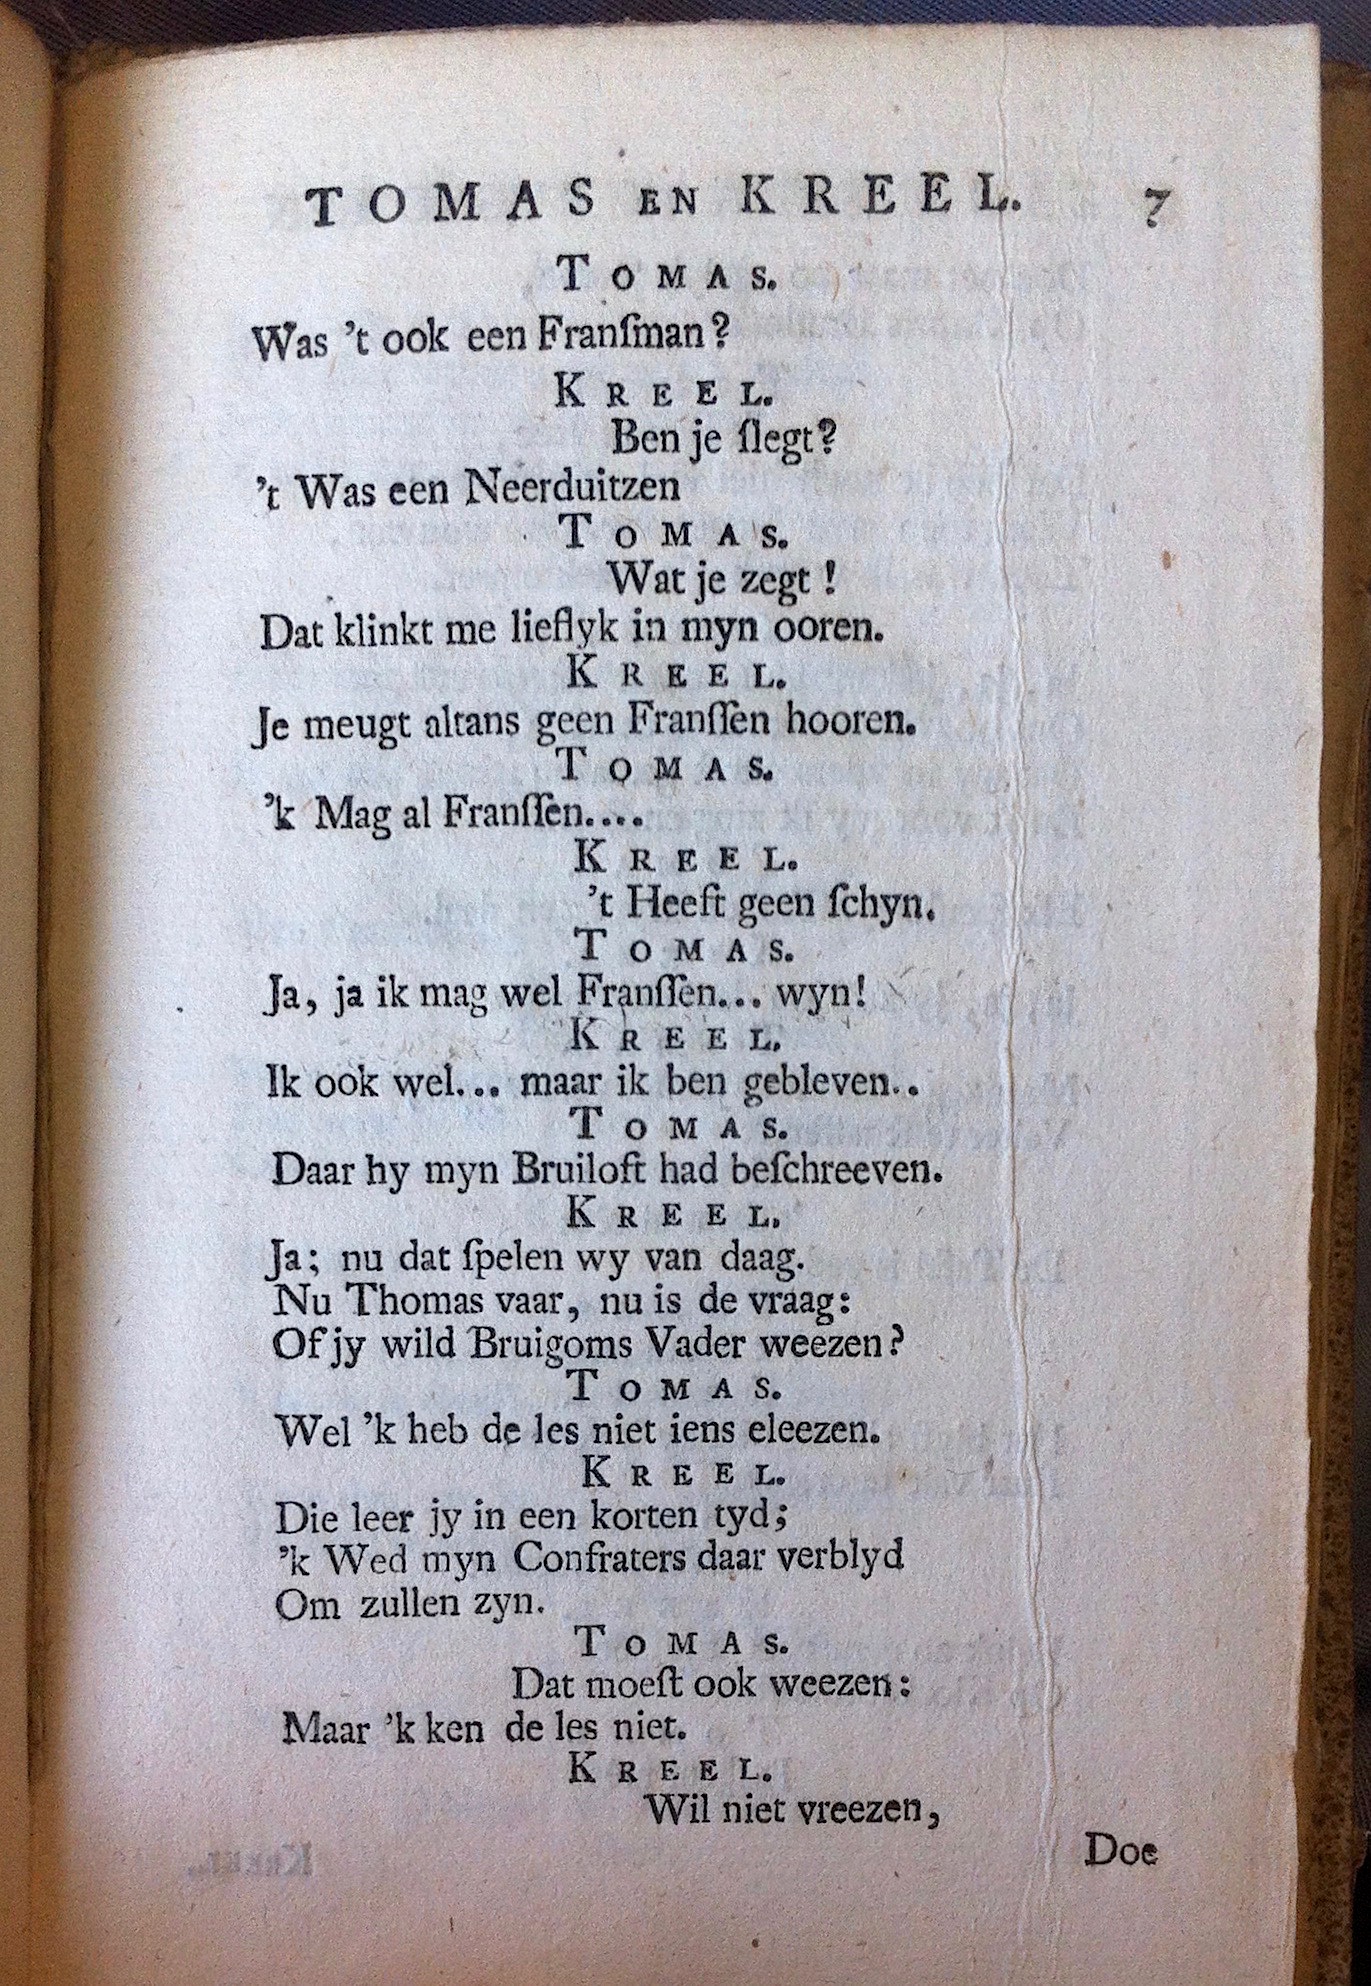 TOMAS EN KREEL. 7
TOMAS.
Was 't ook een Franſman?
KREEL.
Ben je ſlegt?
't Was een Neerduitzen
TOMAS.
Wat je zegt!
Dat klinkt me lieflyk in myn ooren.
KREEL.
Je meugt altans geen Franſſen hooren.
TOMAS.
'k Mag al Franſſen....
KREEL.
't Heeft geen ſchyn.
TOMAS.
Ja, ja ik mag wel Franſſen... wyn!
KREEL.
Ik ook wel... maar ik ben gebleven..
TOMAS.
Daar hy myn Bruiloft had beſchreeven.
KREEL.
Ja; nu dat ſpelen wy van daag.
Nu Thomas vaar, nu is de vraag:
Of jy wild Bruigoms Vader weezen?
TOMAS.
Wel 'k heb de les niet iens eleezen.
KREEL.
Die leer jy in een korten tyd;
'k Wed myn Confraters daar verblyd
Om zullen zyn.
TOMAS.
Dat moeſt ook weezen:
Maar 'k ken de les niet.
KREEL.
Wil niet vreezen,
Doe